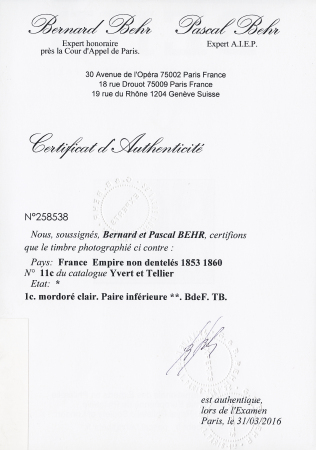 Bernard Behr Pascal Behr
Expert honoraire Expert A.I.E.P.
près la Cour d'Appel de Paris.
30 Avenue de l'Opéra 75002 Paris France
18 rue Drouot 75009 Paris France
19 rue du Rhône 1204 Genève Suisse
Certificat d'Authenticité
N°258538
Nous, soussignés, Bernard et Pascal BEHR, certifions
que le timbre photographié ci contre :
Pays: France Empire non dentelés 1853 1860
N° 11c du catalogue Yvert et Tellier
Etat: *
1c. mordoré clair. Paire inférieure **. BdeF. TB.
est authentique,
lors de l'Examen
Paris, le 31/03/2016